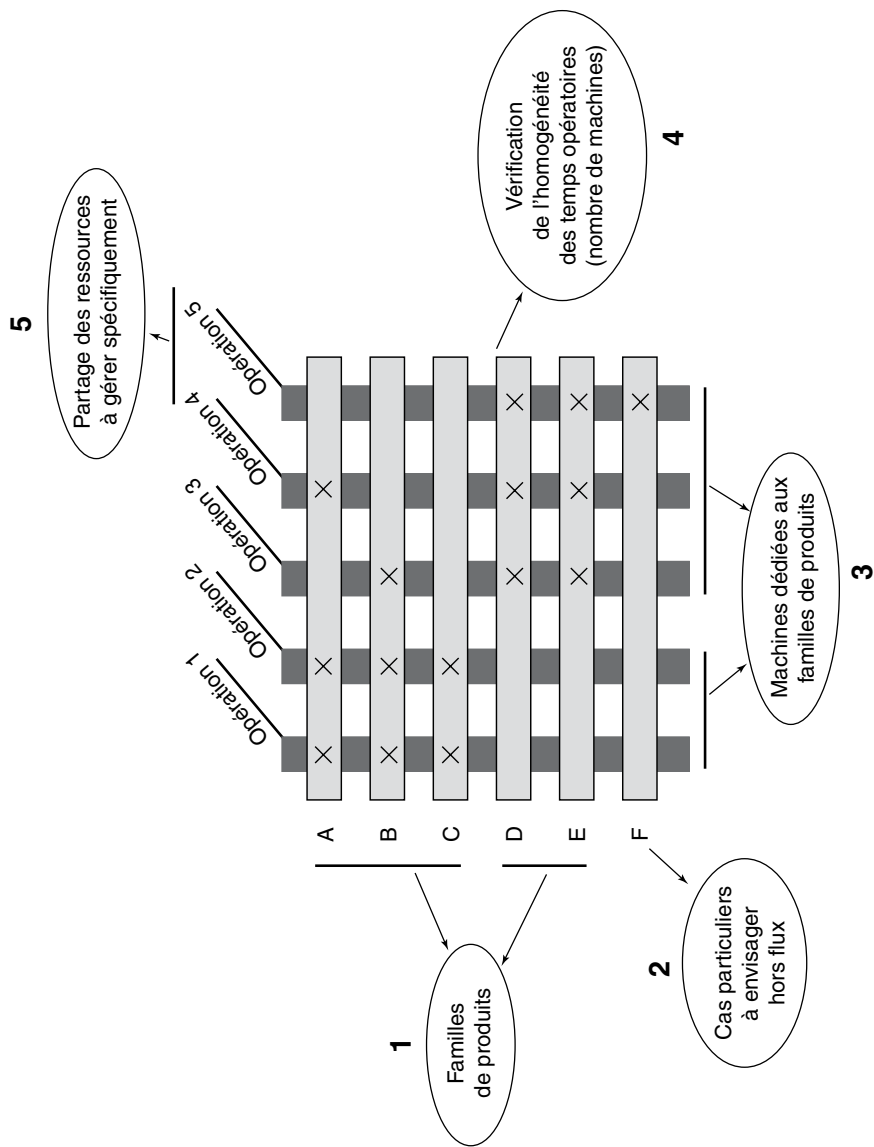 5
Partage des ressources
à gérer spécifiquement
Opération 1
Opération 2
Opération 3
Opération 4
Opération 5
1
Familles
de produits
A
×
×
×
B
×
×
×
C
×
×
D
×
×
×
E
×
×
×
F
×
Vérification
de l'homogénéité
des temps opératoires
(nombre de machines)
4
2
Cas particuliers
à envisager
hors flux
Machines dédiées aux
familles de produits
3